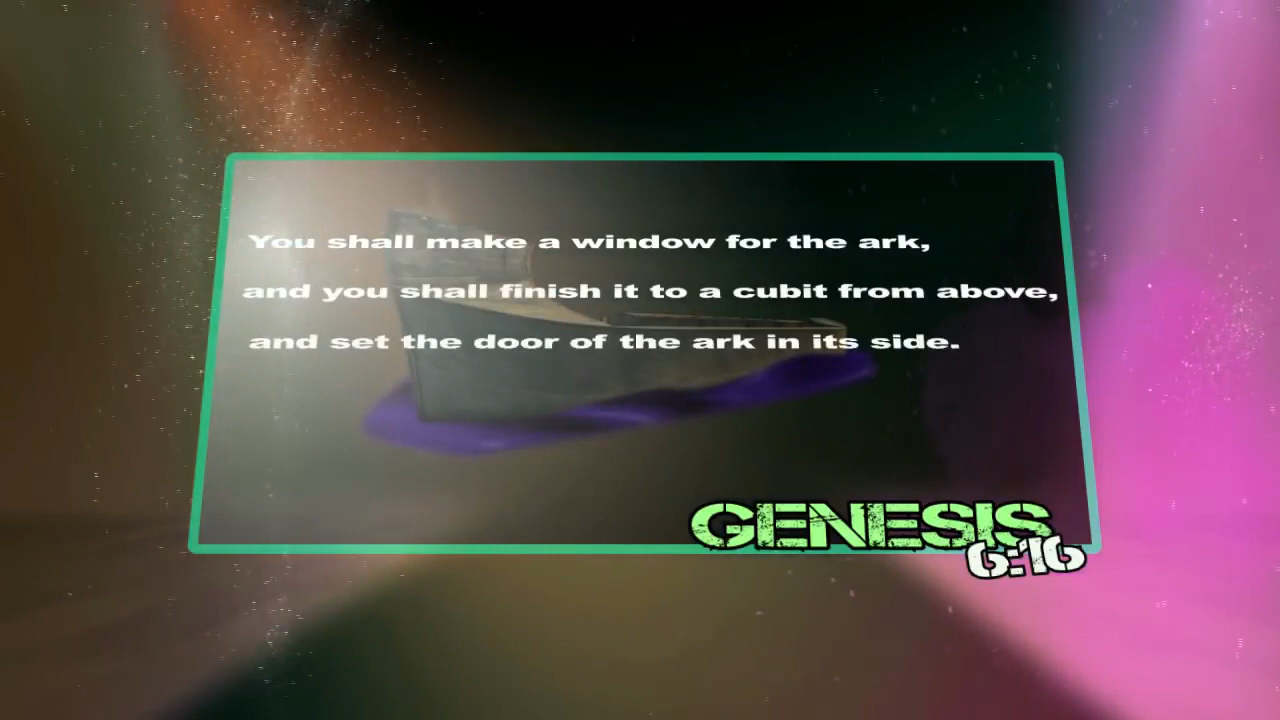 You shall make a window for the ark,
and you shall finish it to a cubit from above,
and set the door of the ark in its side.
GENESIS
6:16